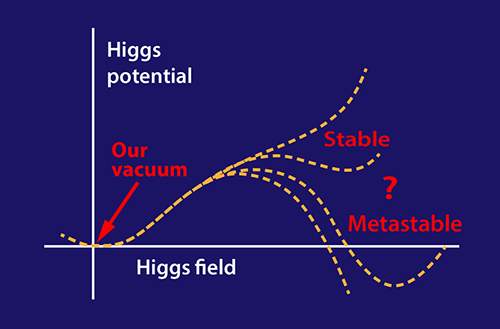 Higgs
potential
Our
vacuum
Stable
?
Metastable
Higgs field